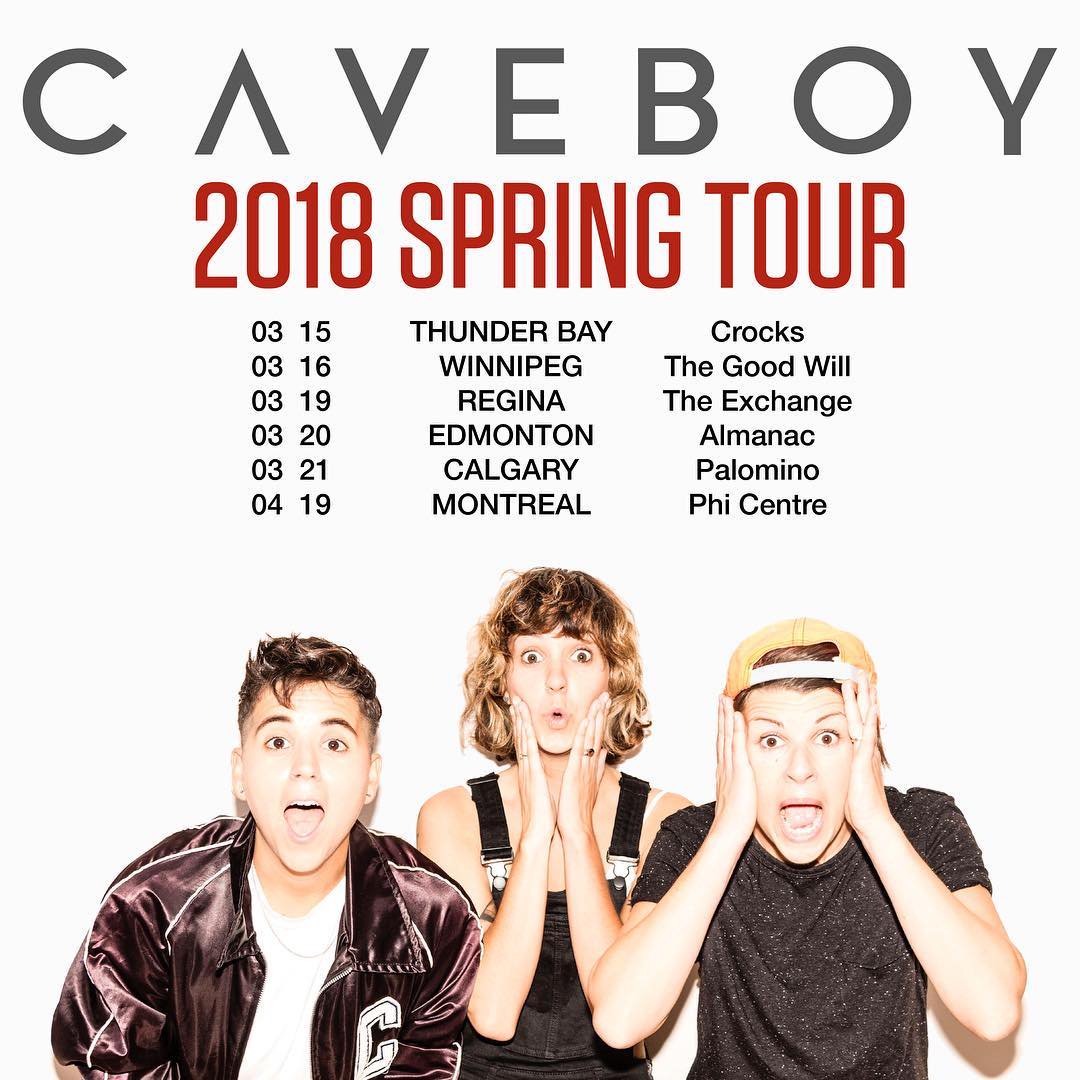 CAVEBOY
2018 SPRING TOUR
03 15 THUNDER BAY Crocks
03 16 WINNIPEG The Good Will
03 19 REGINA The Exchange
03 20 EDMONTON Almanac
03 21 CALGARY Palomino
04 19 MONTREAL Phi Centre
C